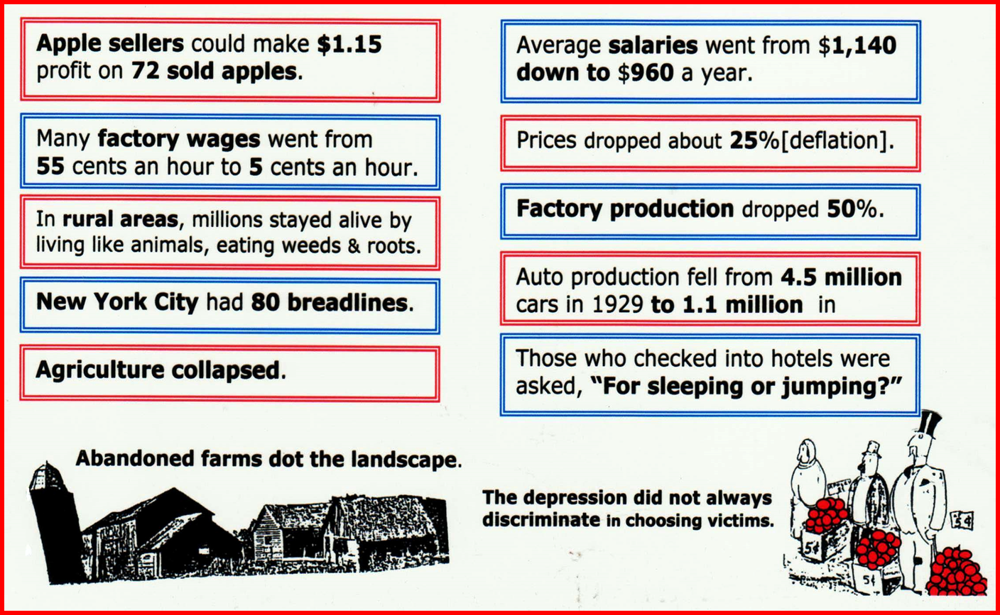 Apple sellers could make $1.15
profit on 72 sold apples.
Many factory wages went from
55 cents an hour to 5 cents an hour.
In rural areas, millions stayed alive by
living like animals, eating weeds & roots.
New York City had 80 breadlines.
Agriculture collapsed.
Abandoned farms dot the landscape.
Average salaries went from $1,140
down to $960 a year.
Prices dropped about 25%[deflation].
Factory production dropped 50%.
Auto production fell from 4.5 million
cars in 1929 to 1.1 million in
Those who checked into hotels were
asked, “For sleeping or jumping?”
The depression did not always
discriminate in choosing victims.
5¢
5¢
5¢